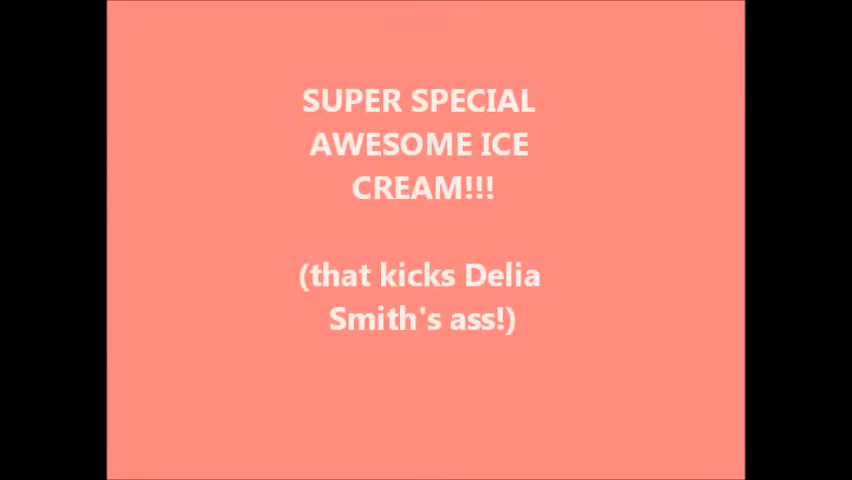 SUPER SPECIAL
AWESOME ICE
CREAM!!!
(that kicks Delia
Smith's ass!)